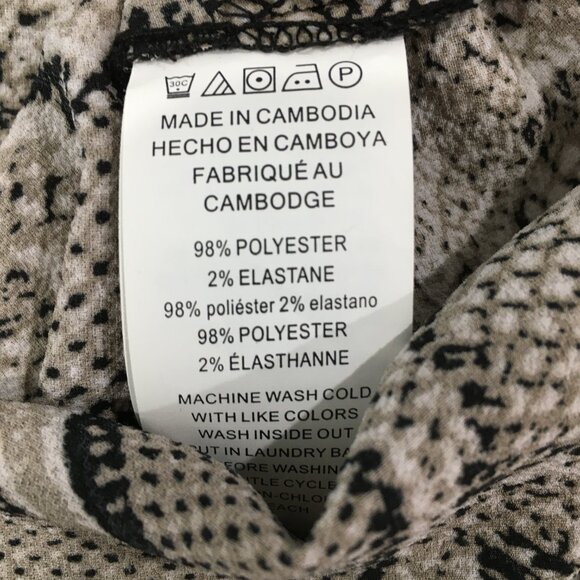 30C
P
MADE IN CAMBODIA
HECHO EN CAMBOYA
FABRIQUÉ AU
CAMBODGE
98% POLYESTER
2% ELASTANE
98% poliéster 2% elastano
98% POLYESTER
2% ÉLASTHANNE
MACHINE WASH COLD
WITH LIKE COLORS
WASH INSIDE OUT
IN LAUNDRY